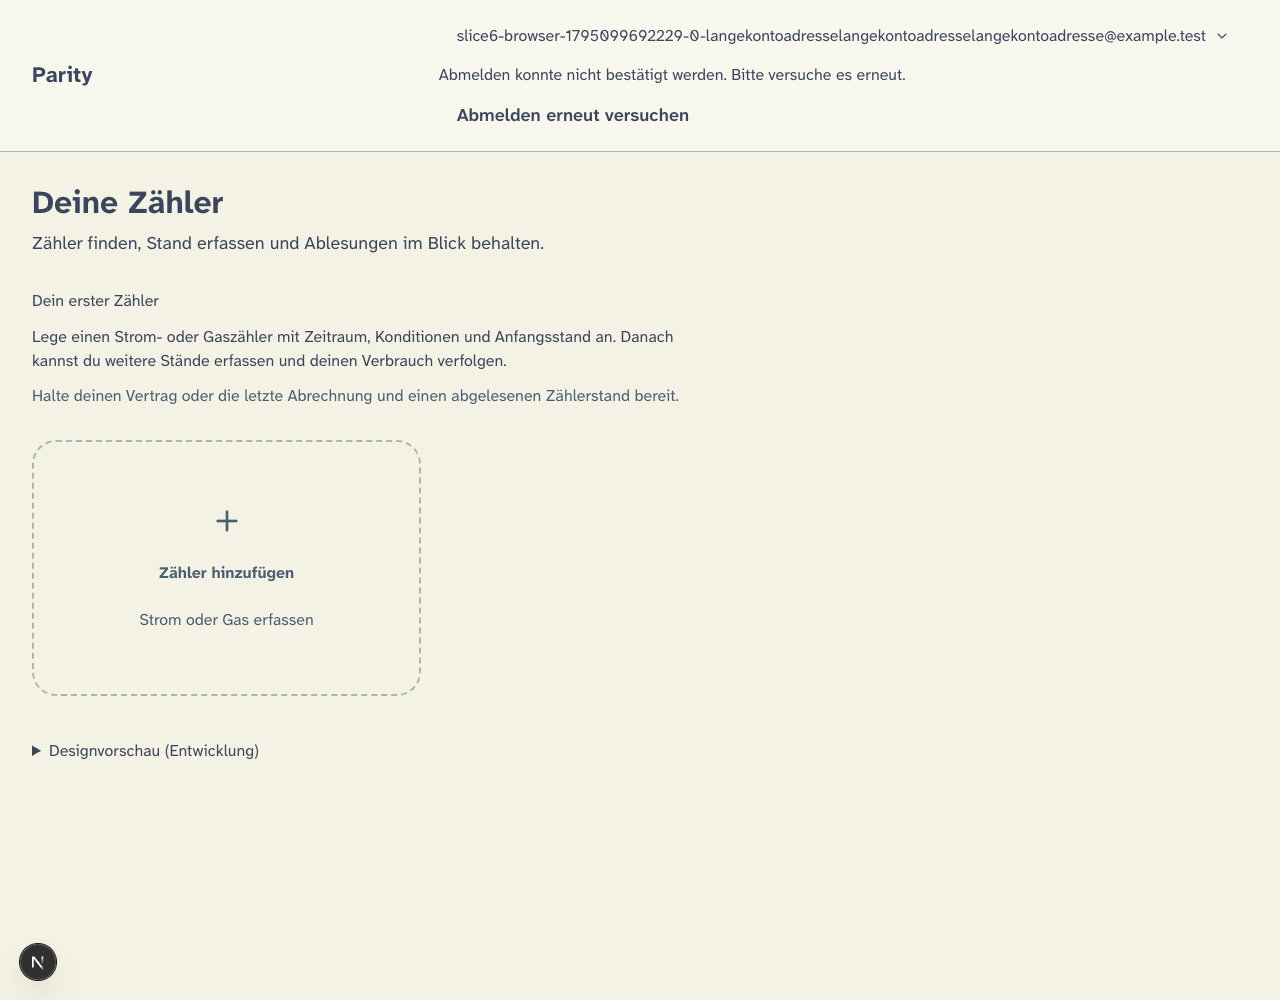 slice6-browser-1795099692229-0-langekontoadresselangekontoadresselangekontoadresse@example.test
Parity
Abmelden konnte nicht bestätigt werden. Bitte versuche es erneut.
Abmelden erneut versuchen
Deine Zähler
Zähler finden, Stand erfassen und Ablesungen im Blick behalten.
Dein erster Zähler
Lege einen Strom- oder Gaszähler mit Zeitraum, Konditionen und Anfangsstand an. Danach
kannst du weitere Stände erfassen und deinen Verbrauch verfolgen.
Halte deinen Vertrag oder die letzte Abrechnung und einen abgelesenen Zählerstand bereit.
Zähler hinzufügen
Strom oder Gas erfassen
Designvorschau (Entwicklung)
N